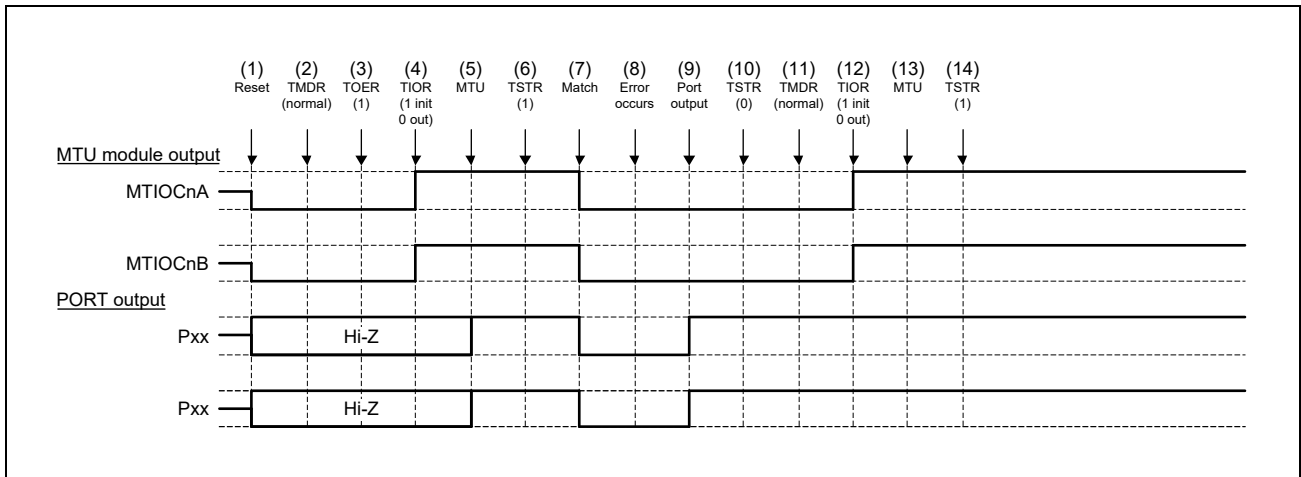 (1) (2) (3) (4) (5) (6) (7) (8) (9) (10) (11) (12) (13) (14)
Reset TMDR TOER TIOR MTU TSTR Match Error Port TSTR TMDR TIOR MTU TSTR
(normal) (1) (1 init (1) occurs output (0) (normal) (1 init (1)
0 out) 0 out)
MTU module output
MTIOCnA
MTIOCnB
PORT output
Pxx Hi-Z
Pxx Hi-Z